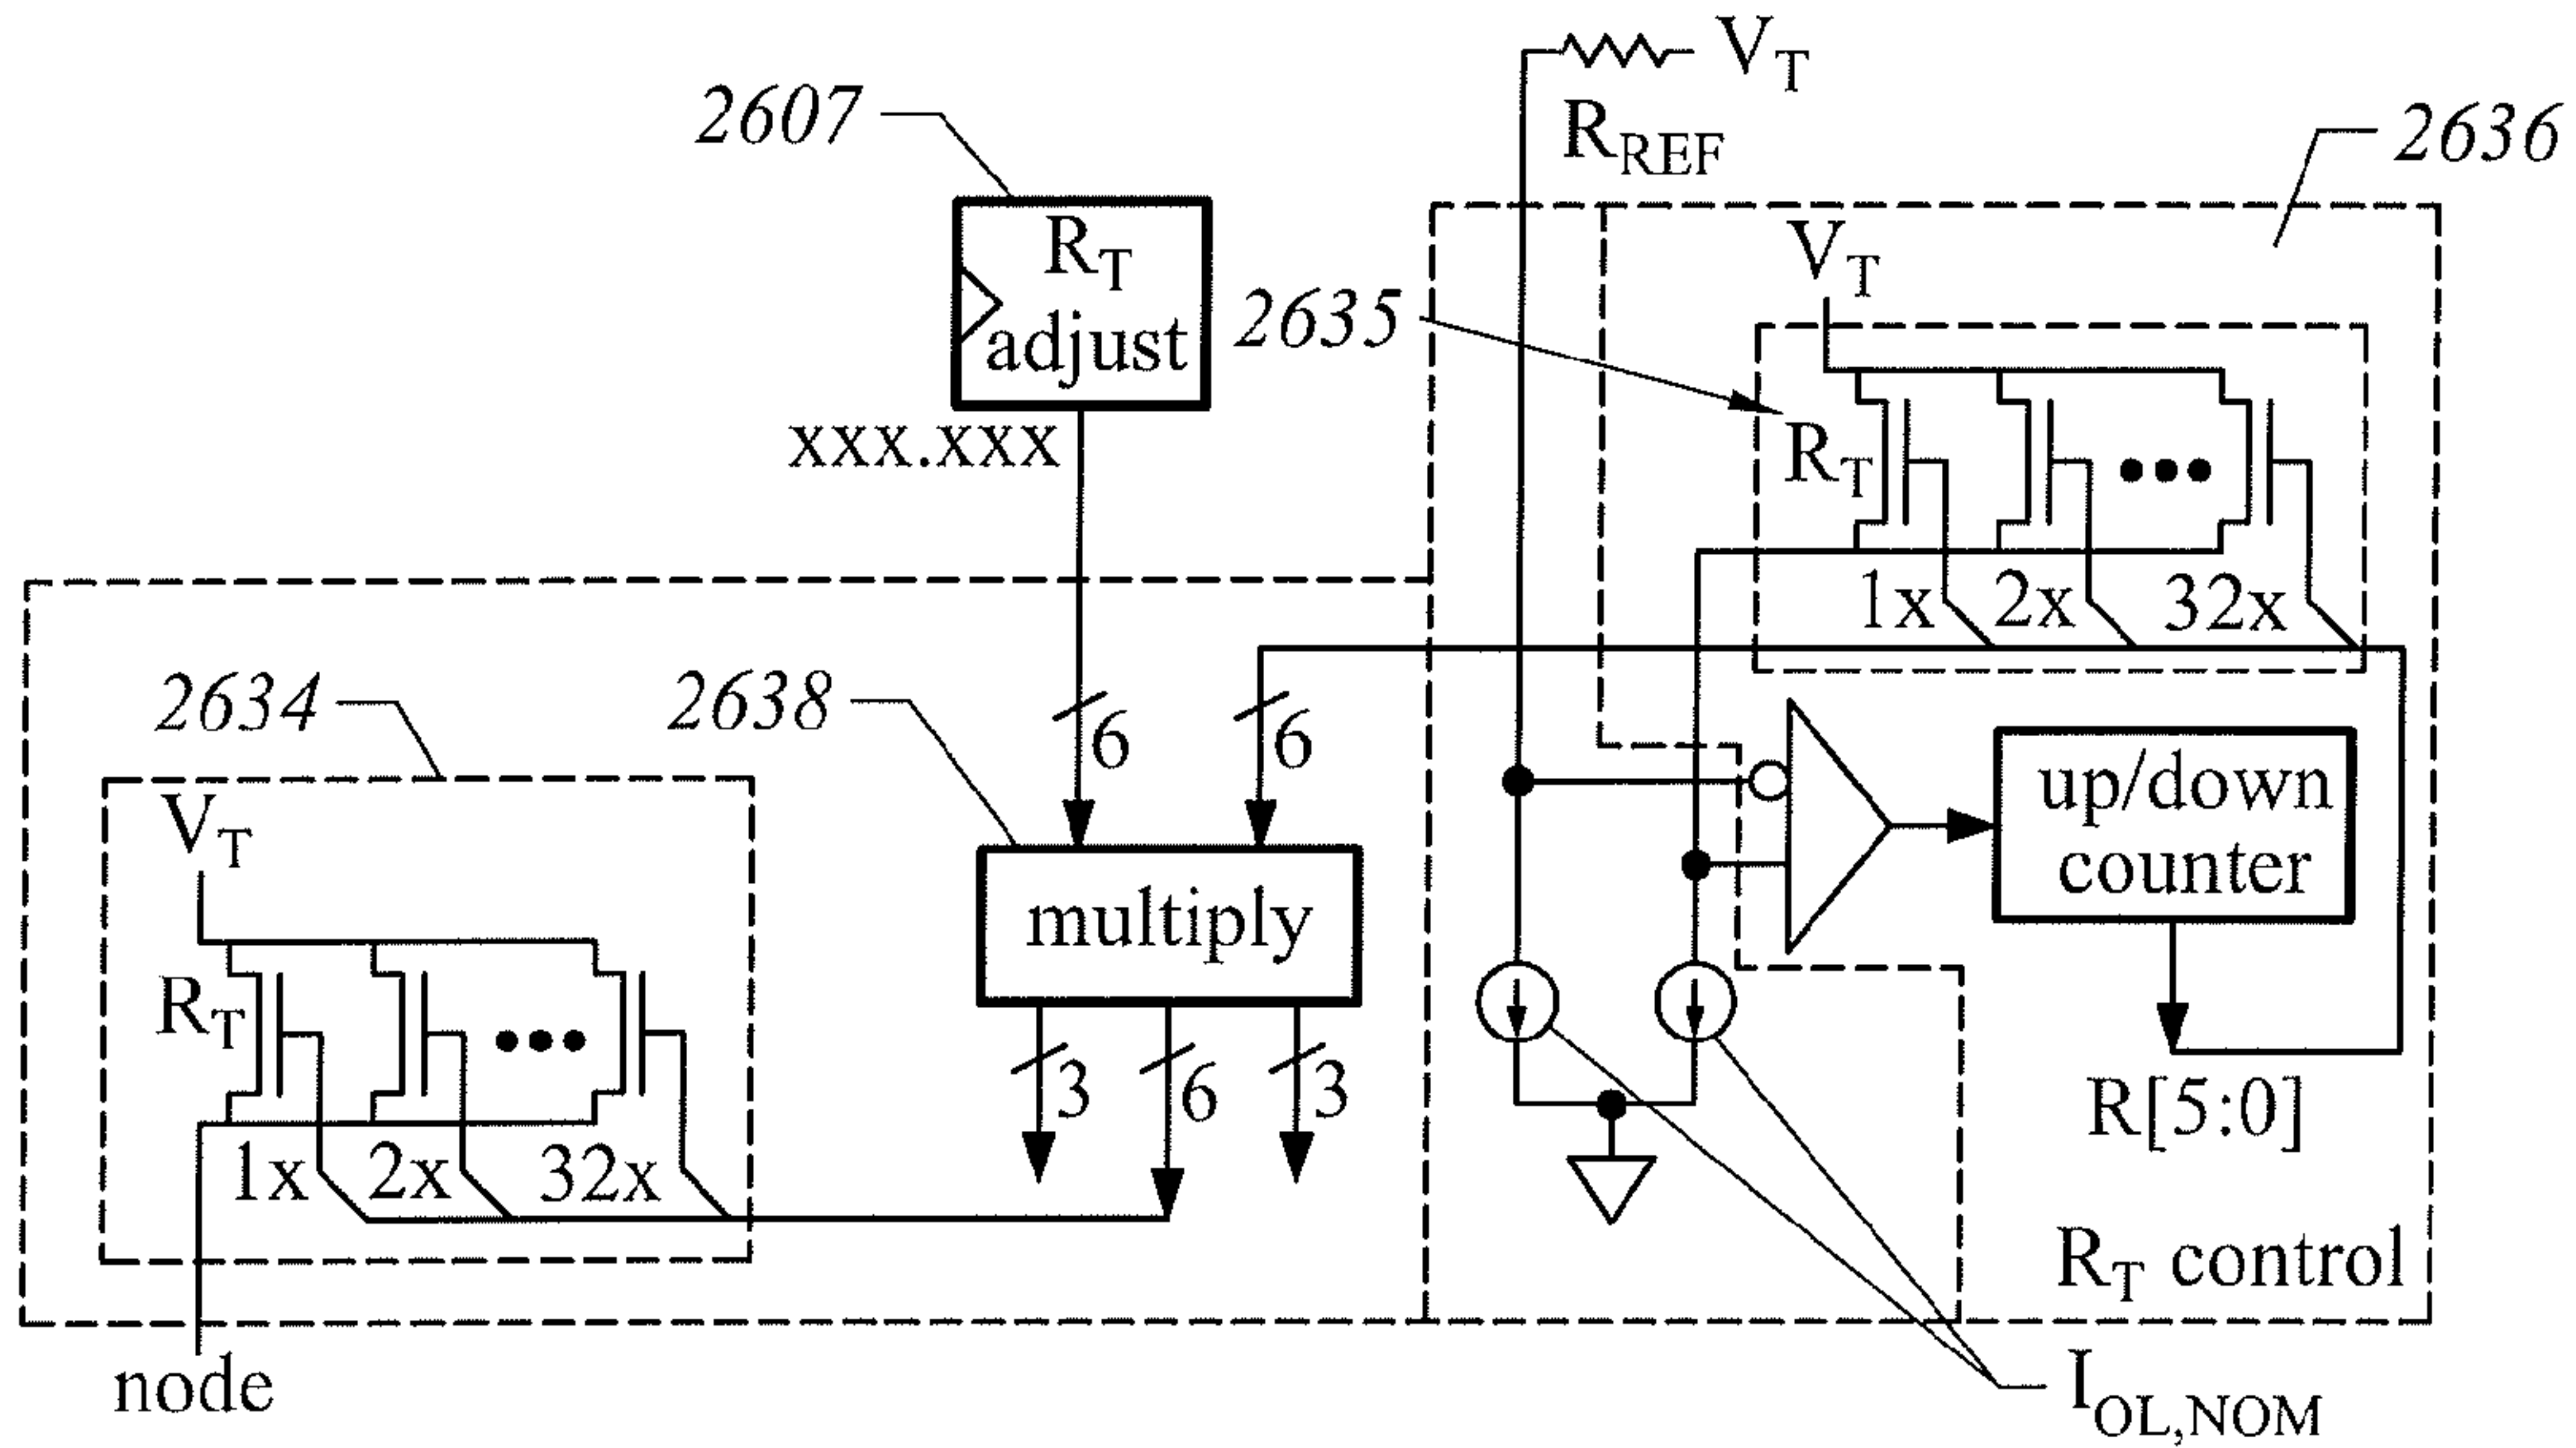 V_T
R_REF
2607
2636
R_T
adjust
2635
V_T
xxx.xxx
R_T
1x 2x 32x
2634
2638
6
6
V_T
up/down
counter
multiply
R_T
3
6
3
R[5:0]
1x 2x 32x
R_T control
node
I_OL,NOM